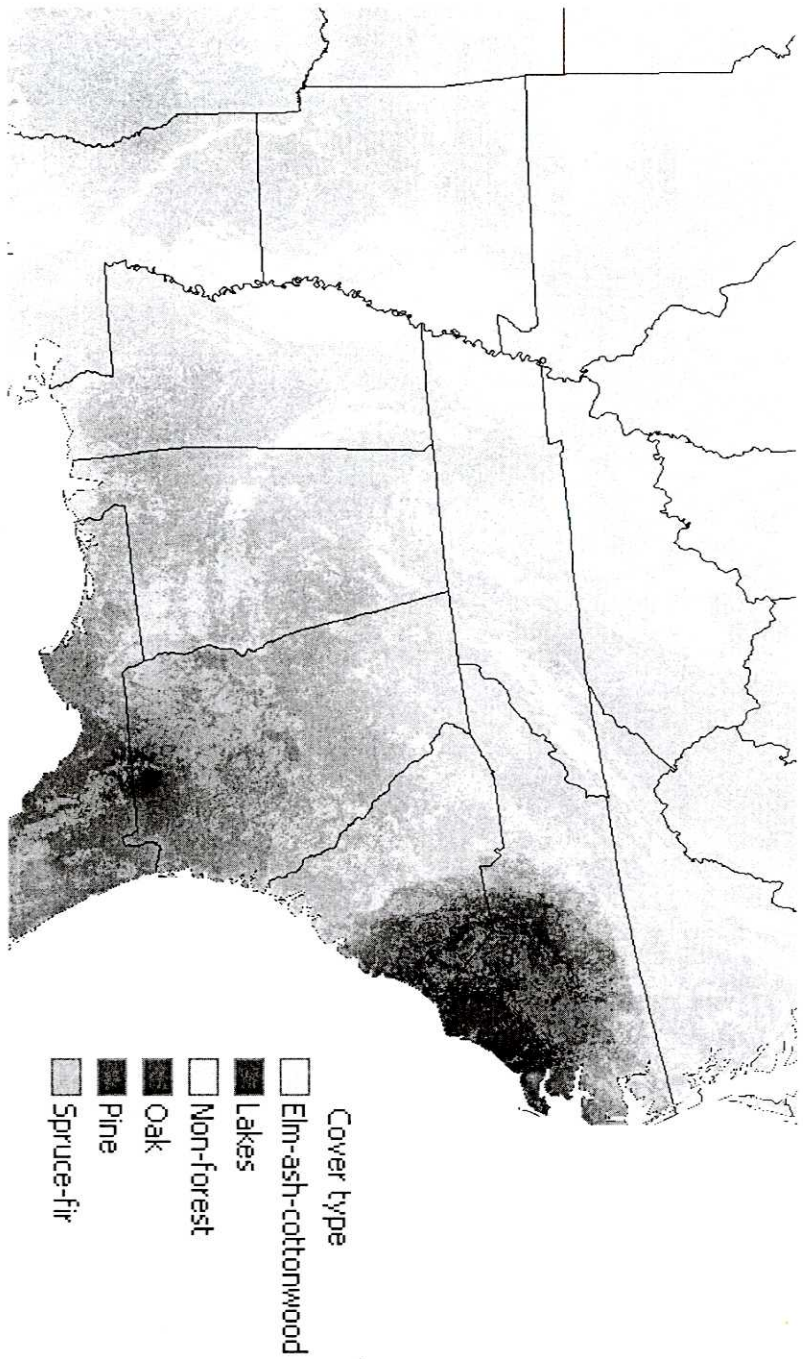 Cover type
Elm-ash-cottonwood
Lakes
Non-forest
Oak
Pine
Spruce-fir